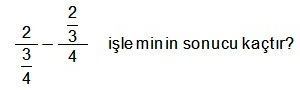 2/(3/4) − (2/3)/4 işleminin sonucu kaçtır?